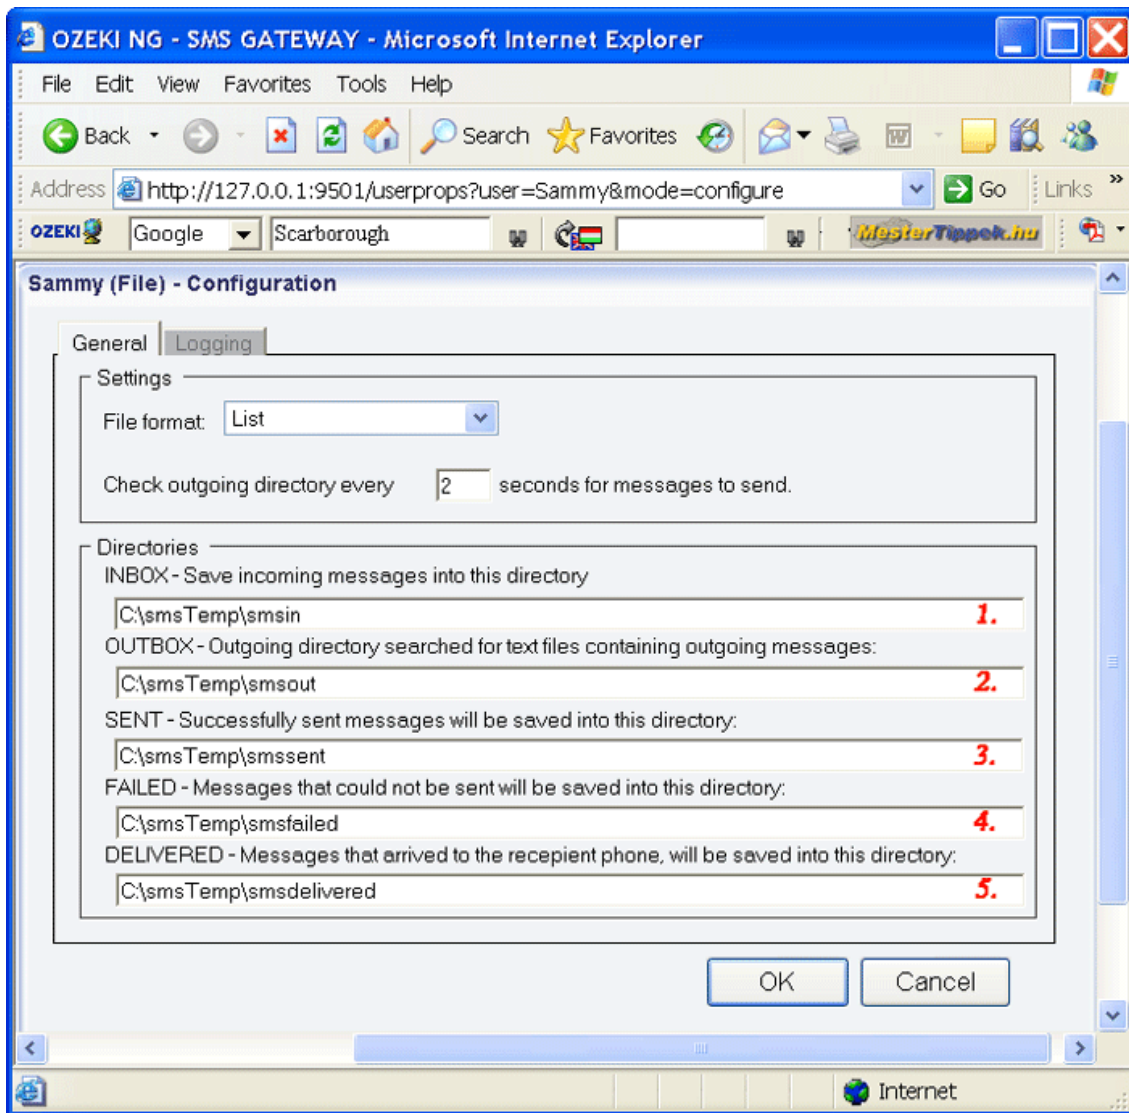 OZEKI NG - SMS GATEWAY - Microsoft Internet Explorer
File Edit View Favorites Tools Help
Back Search Favorites
Address http://127.0.0.1:9501/userprops?user=Sammy&mode=configure Go Links »
OZEKI Google Scarborough MesterTippek.hu
Sammy (File) - Configuration
General Logging
Settings
File format: List
Check outgoing directory every 2 seconds for messages to send.
Directories
INBOX - Save incoming messages into this directory
C:\smsTemp\smsin 1.
OUTBOX - Outgoing directory searched for text files containing outgoing messages:
C:\smsTemp\smsout 2.
SENT - Successfully sent messages will be saved into this directory:
C:\smsTemp\smssent 3.
FAILED - Messages that could not be sent will be saved into this directory:
C:\smsTemp\smsfailed 4.
DELIVERED - Messages that arrived to the recepient phone, will be saved into this directory:
C:\smsTemp\smsdelivered 5.
OK Cancel
Internet